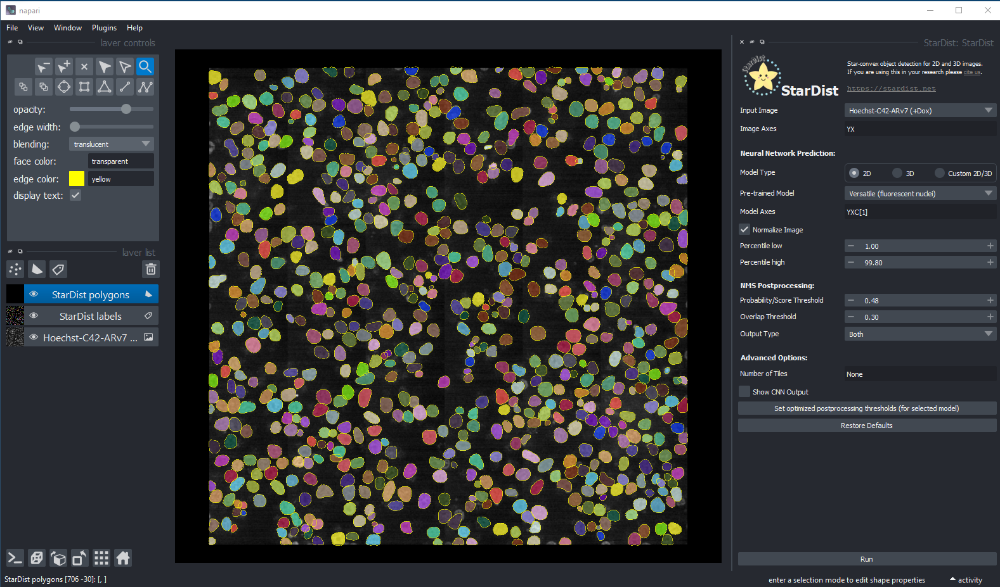 napari
File View Window Plugins Help
layer controls
opacity:
edge width:
blending: translucent
face color: transparent
edge color: yellow
display text:
layer list
StarDist polygons
StarDist labels
Hoechst-C42-ARv7 ...
StarDist polygons [706 -30]: [, ]
StarDist: StarDist
StarDist
StarDist
Star-convex object detection for 2D and 3D images.
If you are using this in your research please cite us.
https://stardist.net
Input Image Hoechst-C42-ARv7 (+Dox)
Image Axes YX
Neural Network Prediction:
Model Type 2D 3D Custom 2D/3D
Pre-trained Model Versatile (fluorescent nuclei)
Model Axes YXC[1]
Normalize Image
Percentile low 1.00
Percentile high 99.80
NMS Postprocessing:
Probability/Score Threshold 0.48
Overlap Threshold 0.30
Output Type Both
Advanced Options:
Number of Tiles None
Show CNN Output
Set optimized postprocessing thresholds (for selected model)
Restore Defaults
Run
enter a selection mode to edit shape properties activity